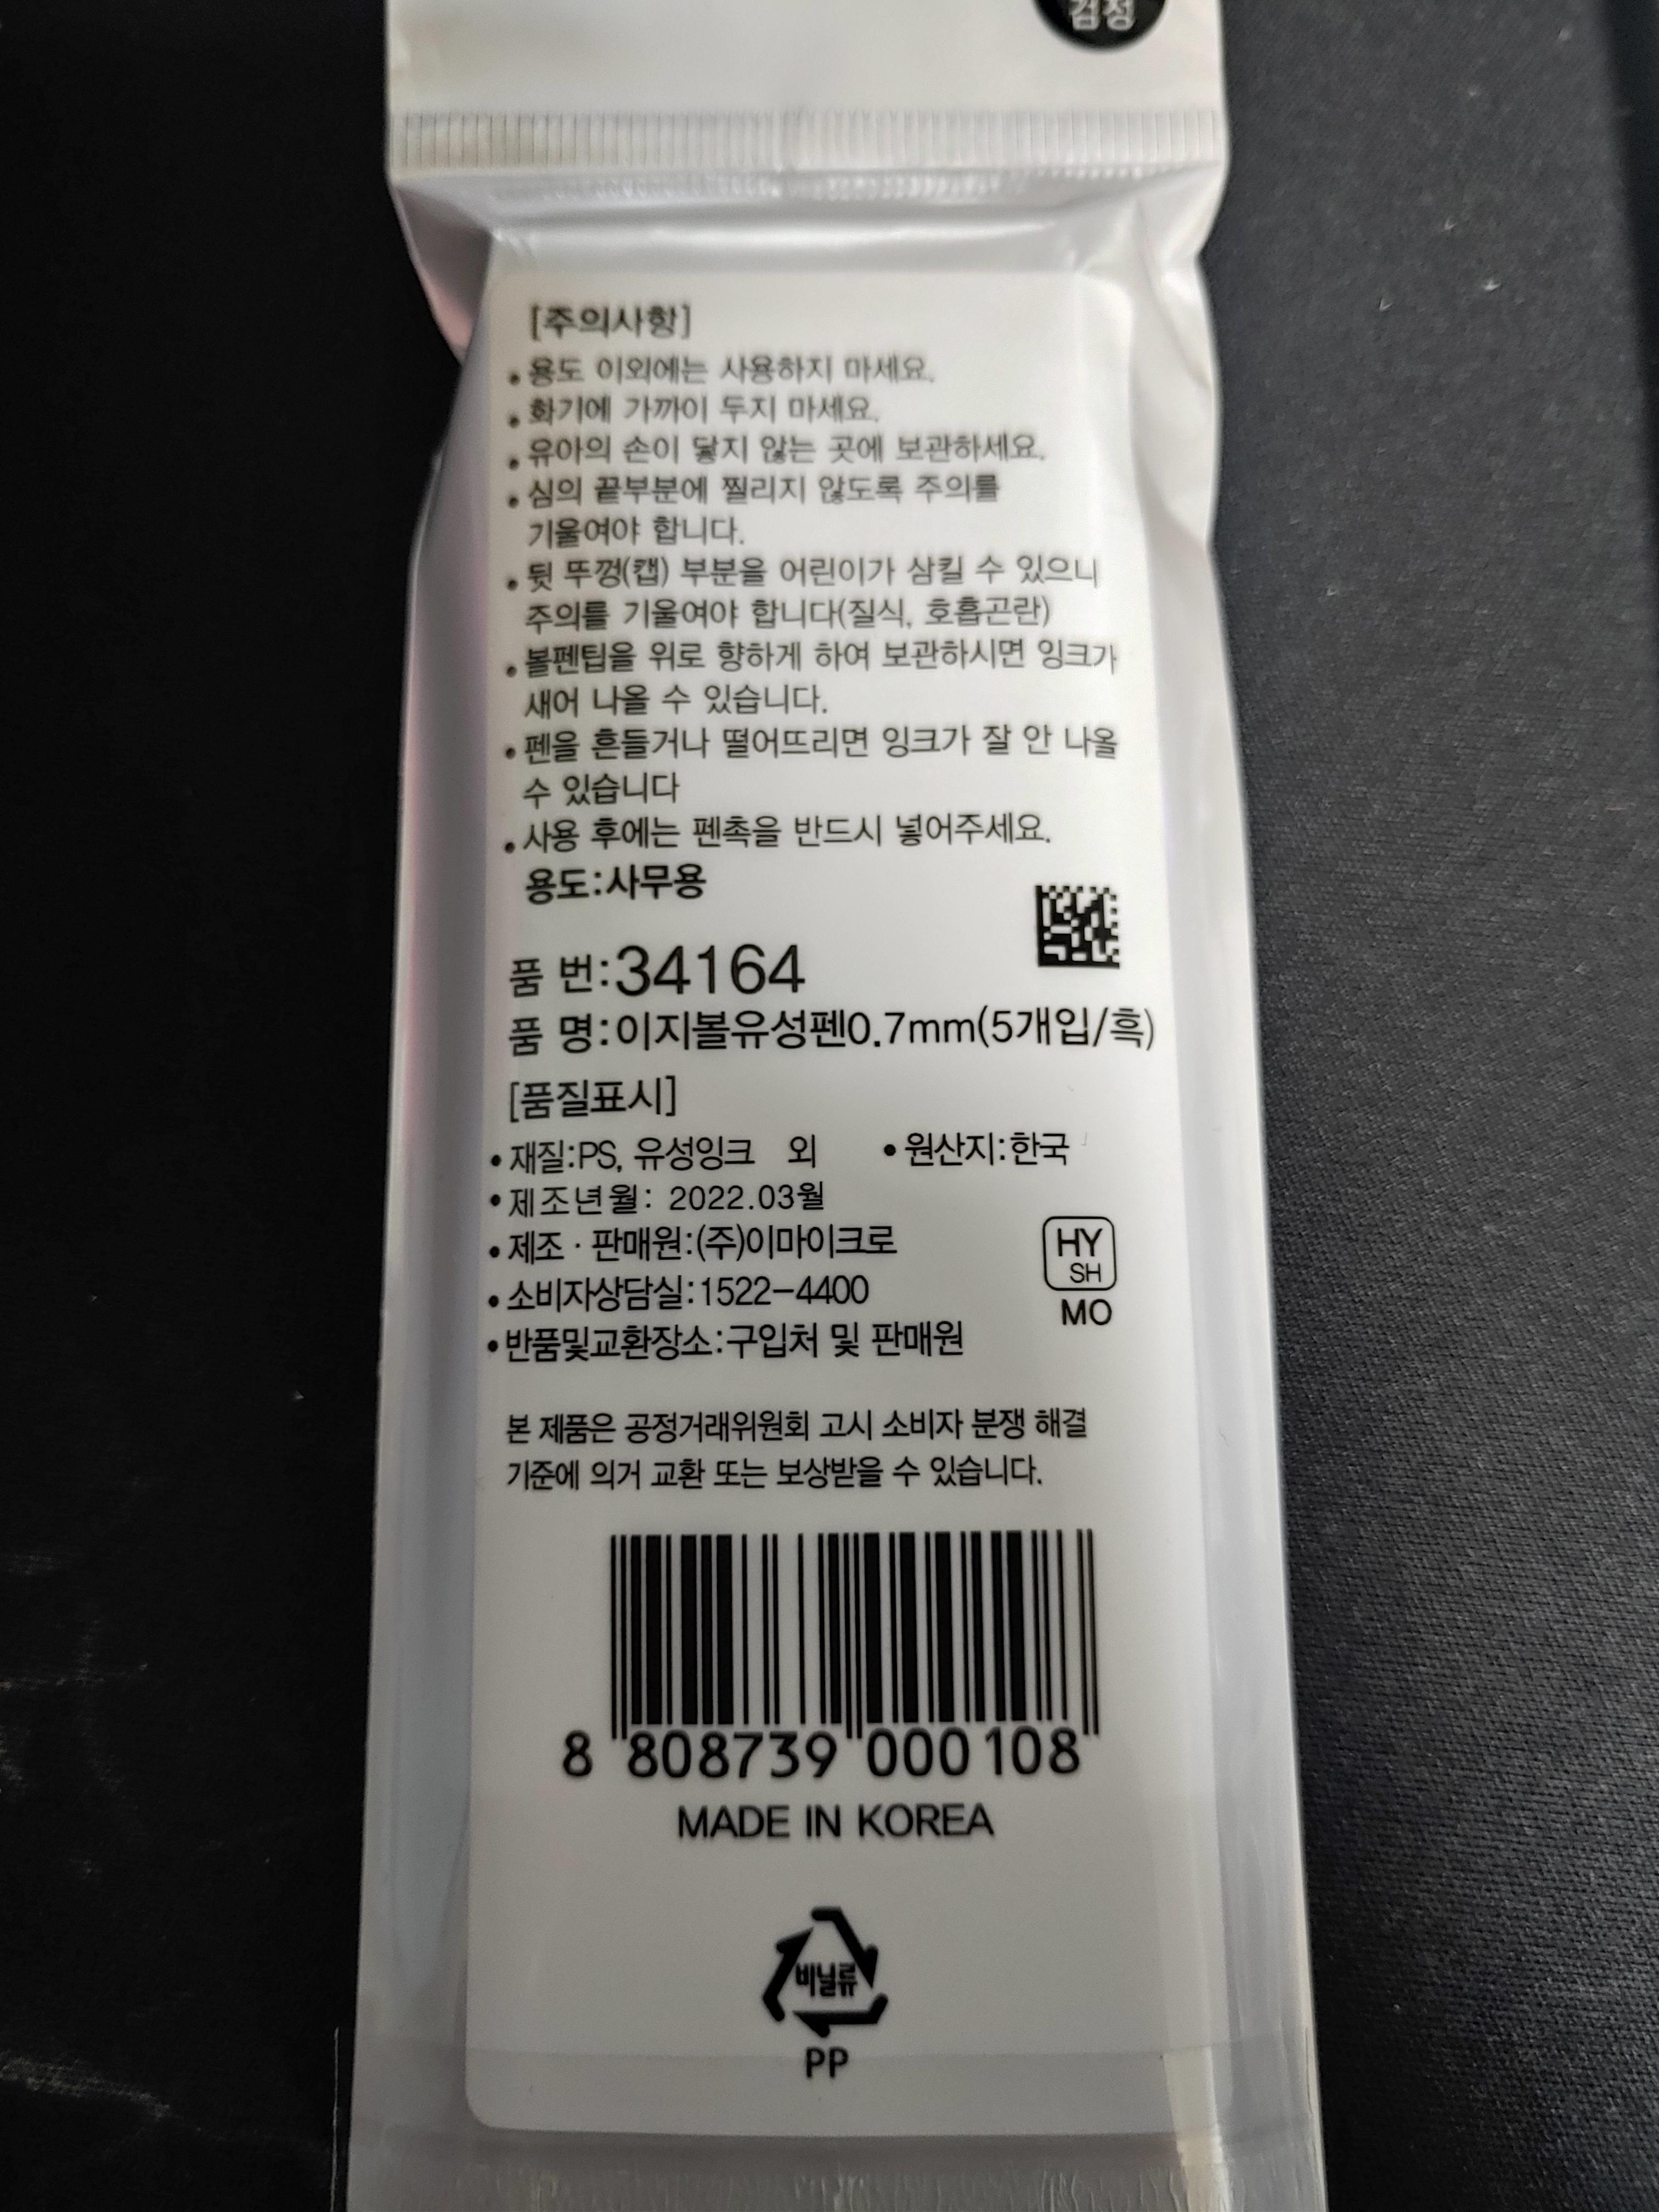 검정
[주의사항]
• 용도 이외에는 사용하지 마세요.
• 화기에 가까이 두지 마세요.
• 유아의 손이 닿지 않는 곳에 보관하세요.
• 심의 끝부분에 찔리지 않도록 주의를
기울여야 합니다.
• 뒷 뚜껑(캡) 부분을 어린이가 삼킬 수 있으니
주의를 기울여야 합니다(질식, 호흡곤란)
• 볼펜팁을 위로 향하게 하여 보관하시면 잉크가
새어 나올 수 있습니다.
• 펜을 흔들거나 떨어뜨리면 잉크가 잘 안 나올
수 있습니다
• 사용 후에는 펜촉을 반드시 넣어주세요.
용도:사무용
품 번:34164
품 명:이지볼유성펜0.7mm(5개입/흑)
[품질표시]
• 재질:PS, 유성잉크 외 • 원산지:한국
• 제조년월: 2022.03월
• 제조 · 판매원:(주)이마이크로
• 소비자상담실:1522-4400
• 반품및교환장소:구입처 및 판매원
HY
SH
MO
본 제품은 공정거래위원회 고시 소비자 분쟁 해결
기준에 의거 교환 또는 보상받을 수 있습니다.
8 808739 000108
MADE IN KOREA
비닐류
PP